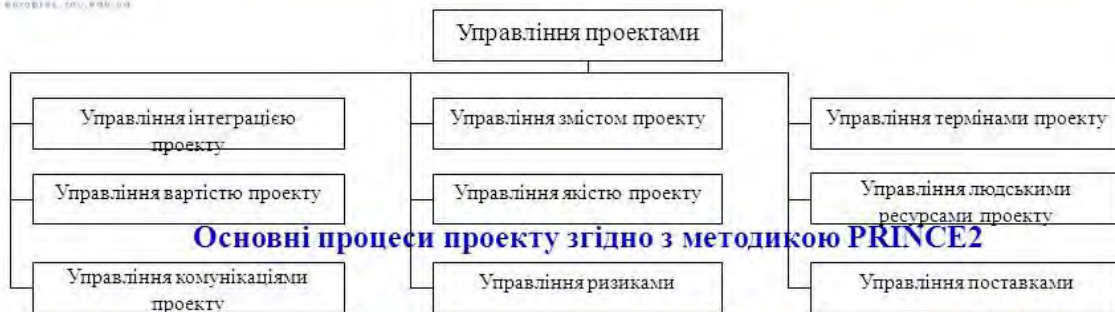 Управління проектами
Управління інтеграцією
проекту
Управління змістом проекту
Управління термінами проекту
Управління вартістю проекту
Управління якістю проекту
Управління людськими
ресурсами проекту
Основні процеси проекту згідно з методикою PRINCE2
Управління комунікаціями
проекту
Управління ризиками
Управління поставками